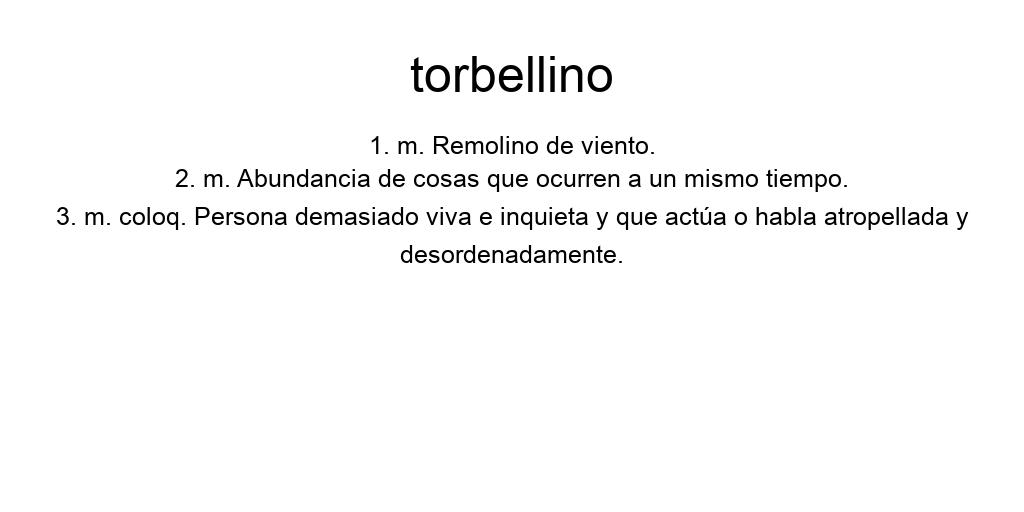 torbellino
1. m. Remolino de viento.
2. m. Abundancia de cosas que ocurren a un mismo tiempo.
3. m. coloq. Persona demasiado viva e inquieta y que actúa o habla atropellada y
desordenadamente.